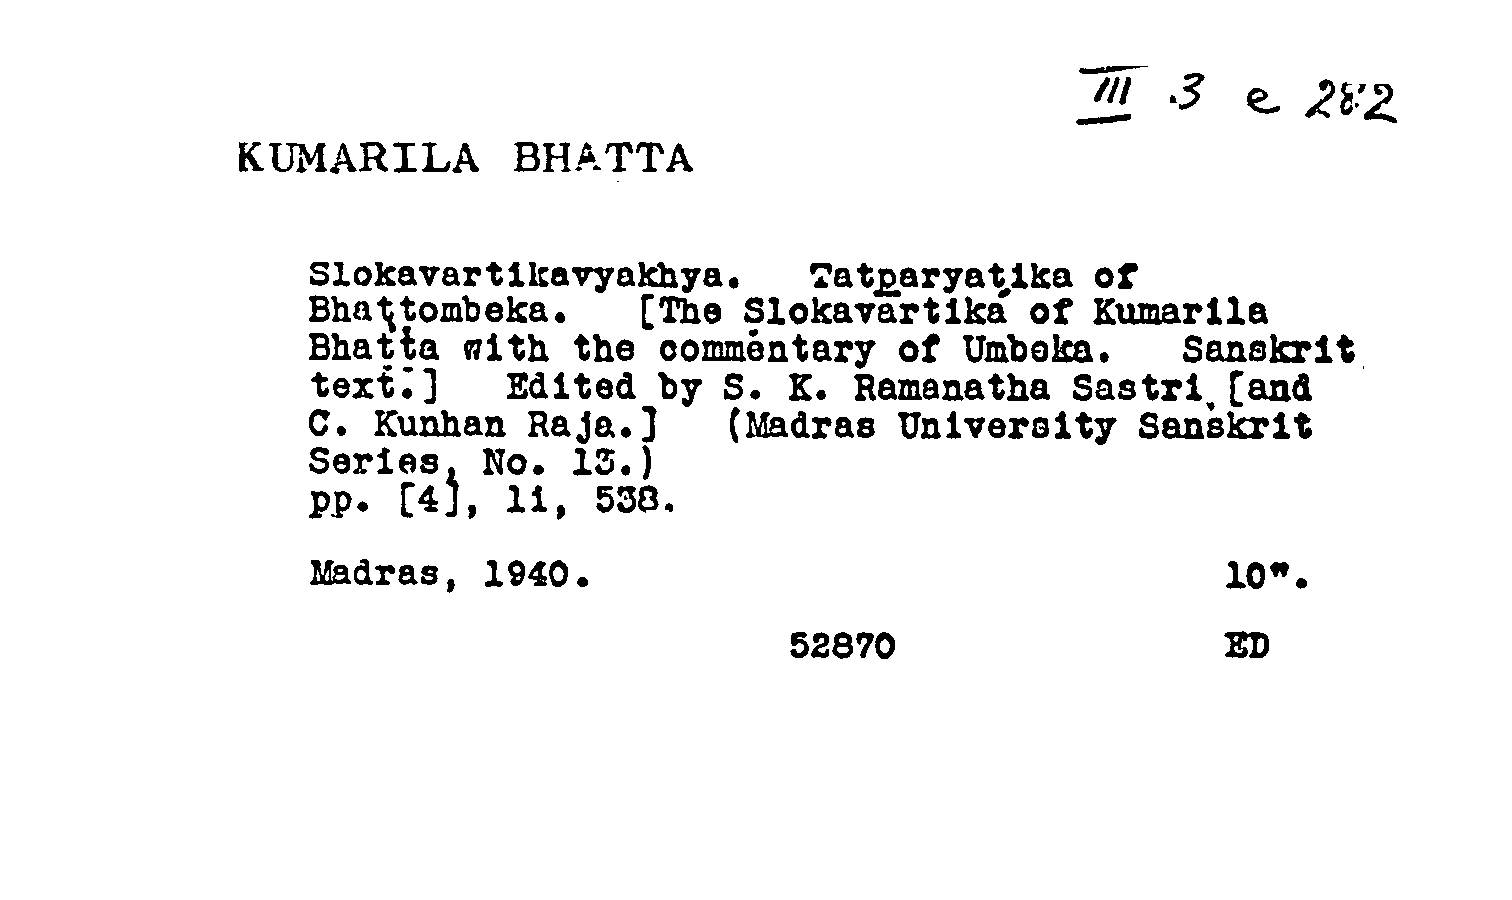 III 3 e 282
KUMARILA BHATTA
Slokavartikavyakhya. Tatparyatika of
Bhattombeka. [The Slokavartika of Kumarila
Bhatta with the commentary of Umbeka. Sanskrit
text.] Edited by S. K. Ramanatha Sastri [and
C. Kunhan Raja.] (Madras University Sanskrit
Series, No. 13.)
pp. [4], li, 538.
Madras, 1940. 10".
52870 ED